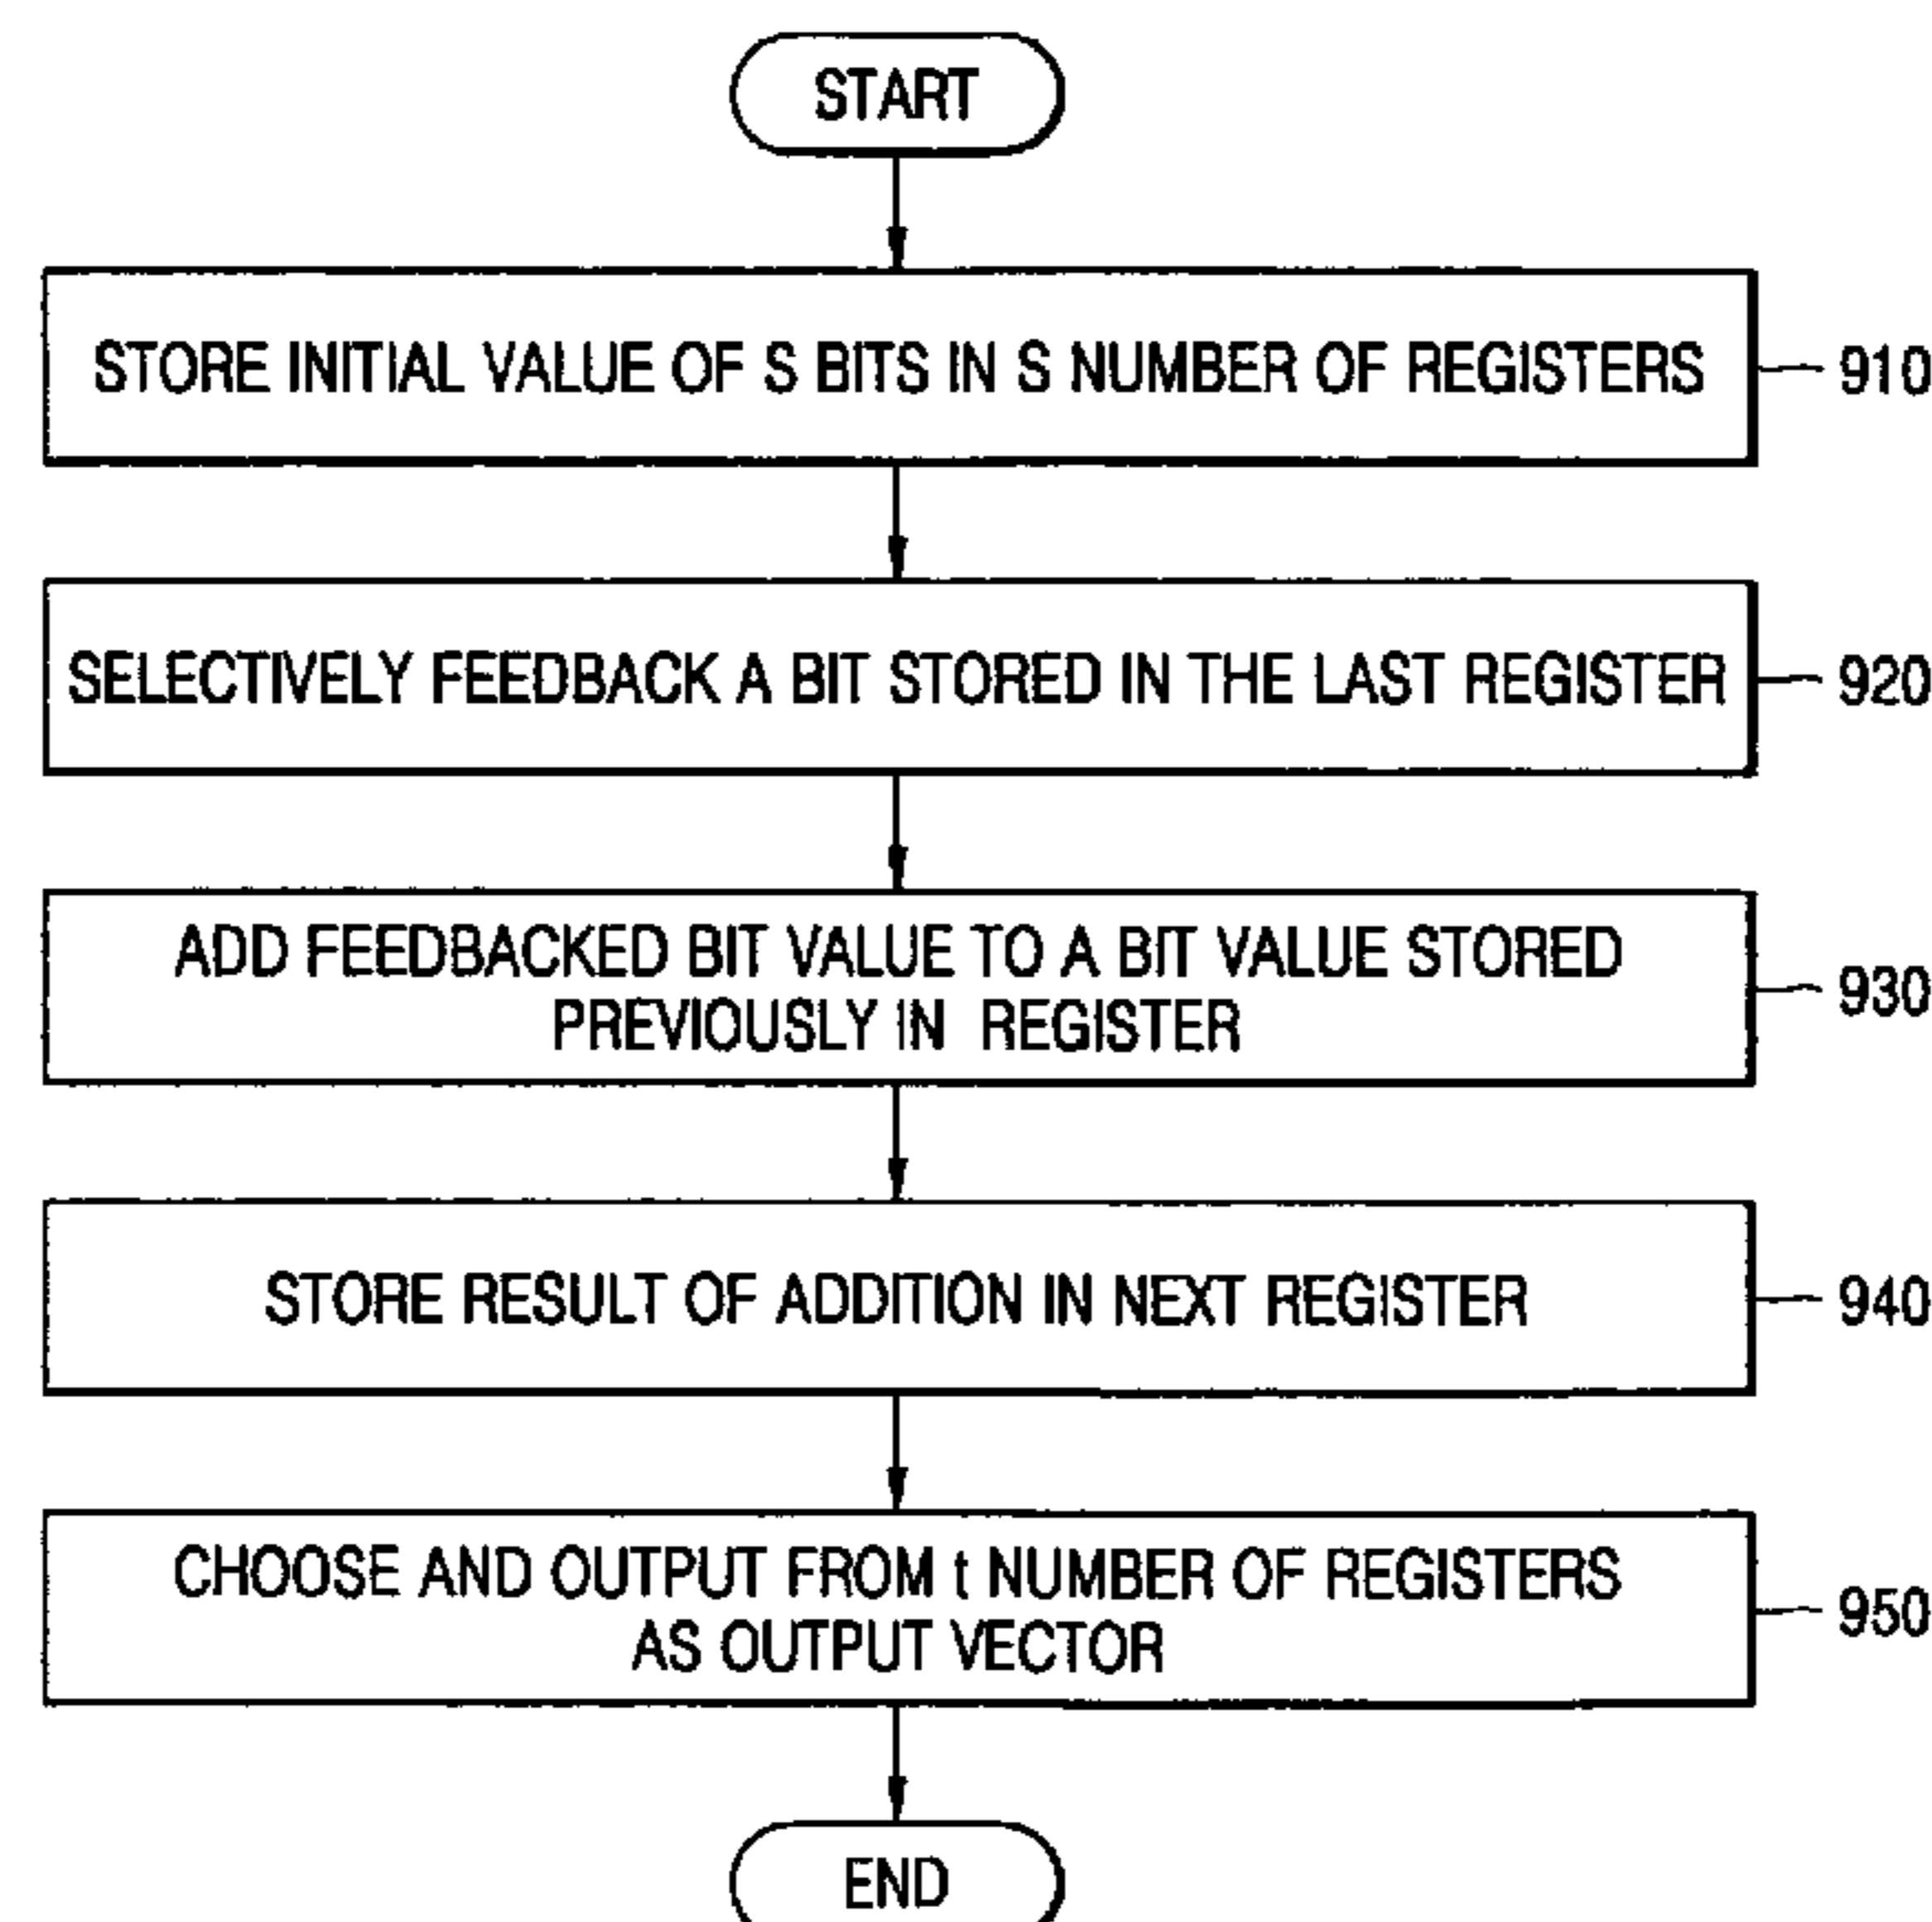 START
STORE INITIAL VALUE OF S BITS IN S NUMBER OF REGISTERS
910
SELECTIVELY FEEDBACK A BIT STORED IN THE LAST REGISTER
920
ADD FEEDBACKED BIT VALUE TO A BIT VALUE STORED
PREVIOUSLY IN REGISTER
930
STORE RESULT OF ADDITION IN NEXT REGISTER
940
CHOOSE AND OUTPUT FROM t NUMBER OF REGISTERS
AS OUTPUT VECTOR
950
END